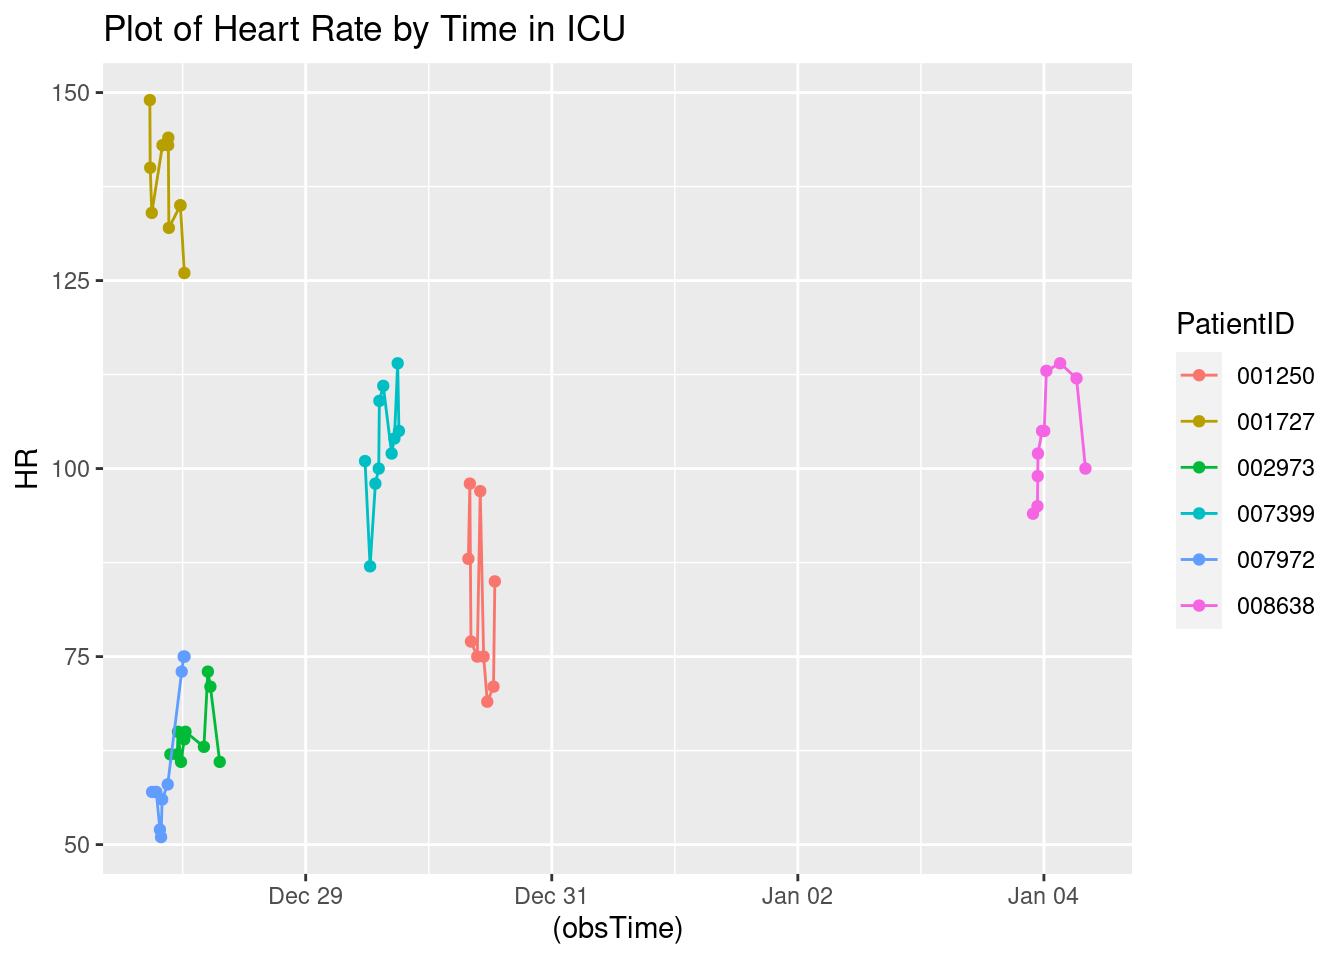 Plot of Heart Rate by Time in ICU
150
125
100
75
50
HR
Dec 29
Dec 31
Jan 02
Jan 04
(obsTime)
PatientID
001250
001727
002973
007399
007972
008638